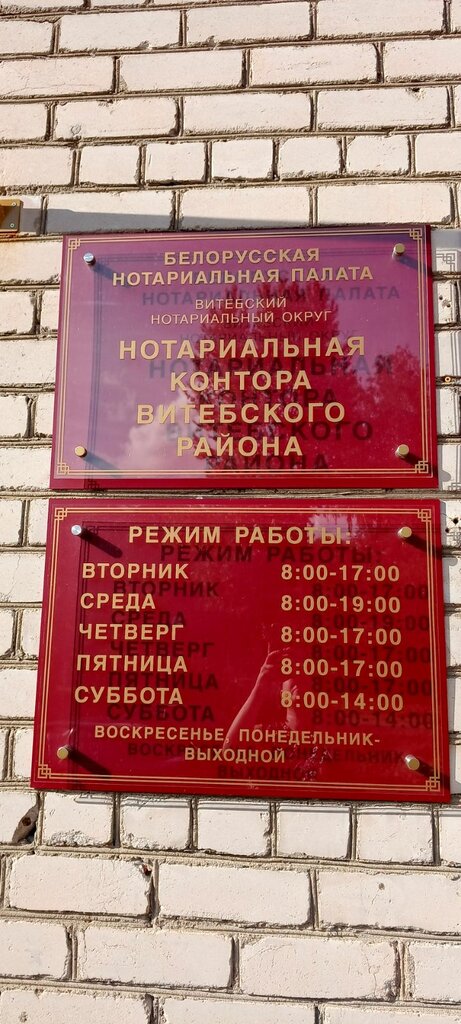 БЕЛОРУССКАЯ
НОТАРИАЛЬНАЯ ПАЛАТА
ВИТЕБСКИЙ
НОТАРИАЛЬНЫЙ ОКРУГ
НОТАРИАЛЬНАЯ
КОНТОРА
ВИТЕБСКОГО
РАЙОНА
РЕЖИМ РАБОТЫ:
ВТОРНИК 8:00-17:00
СРЕДА 8:00-19:00
ЧЕТВЕРГ 8:00-17:00
ПЯТНИЦА 8:00-17:00
СУББОТА 8:00-14:00
ВОСКРЕСЕНЬЕ, ПОНЕДЕЛЬНИК-
ВЫХОДНОЙ